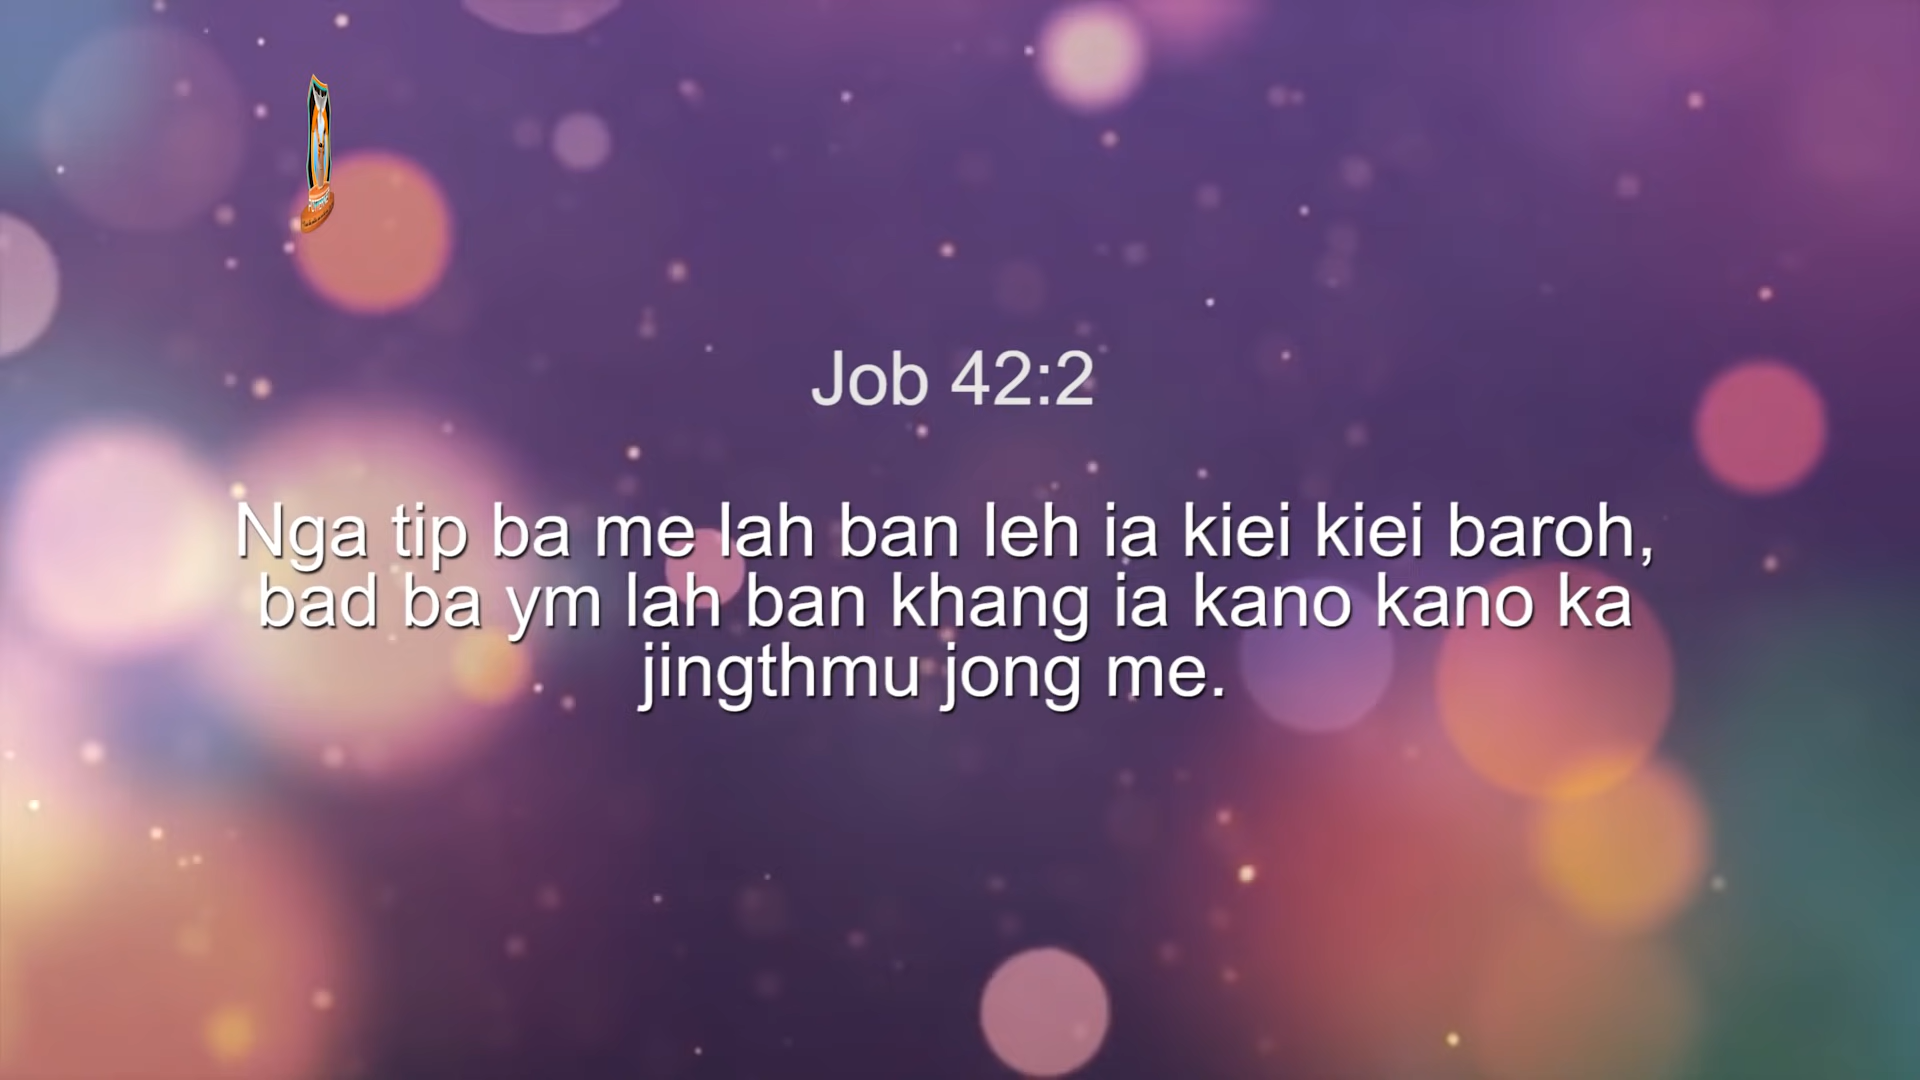 Job 42:2
Nga tip ba me lah ban leh ia kiei kiei baroh,
bad ba ym lah ban khang ia kano kano ka
jingthmu jong me.